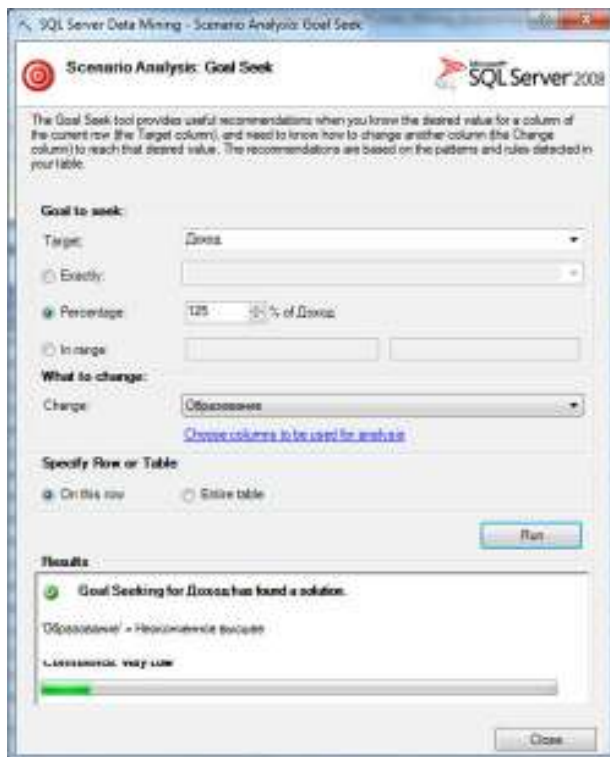 SQL Server Data Mining - Scenario Analysis: Goal Seek
Scenario Analysis: Goal Seek
Microsoft
SQL Server 2008
The Goal Seek tool provides useful recommendations when you know the desired value for a column of
the current row (the Target column), and need to know how to change another column (the Change
column) to reach that desired value. The recommendations are based on the patterns and rules detected in
your table.
Goal to seek:
Target: Доход
Exactly:
Percentage: 125 % of Доход
In range
What to change:
Change: Образование
Choose columns to be used for analysis
Specify Row or Table
On this row Entire table
Run
Results
Goal Seeking for Доход has found a solution.
'Образование' = Неоконченное высшее
Confidence: Very Low
Close